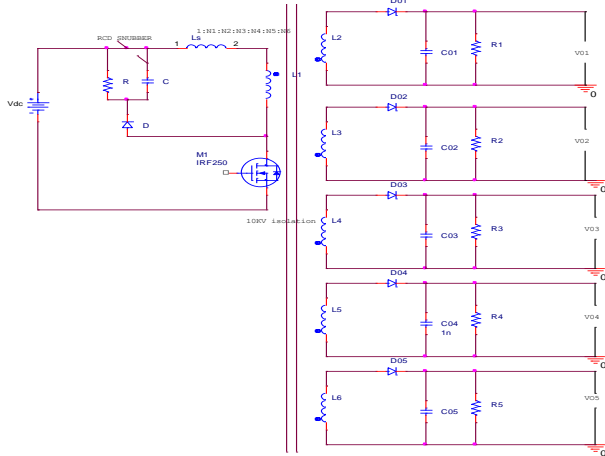 1:N1:N2:N3:N4:N5:N6
RCD SNUBBER
Ls
1
2
R
C
L1
Vdc
D
M1
IRF250
10KV isolation
D01
L2
C01
R1
V01
0
D02
L3
C02
R2
V02
0
D03
L4
C03
R3
V03
0
D04
L5
C04
1n
R4
V04
0
D05
L6
C05
R5
V05
0